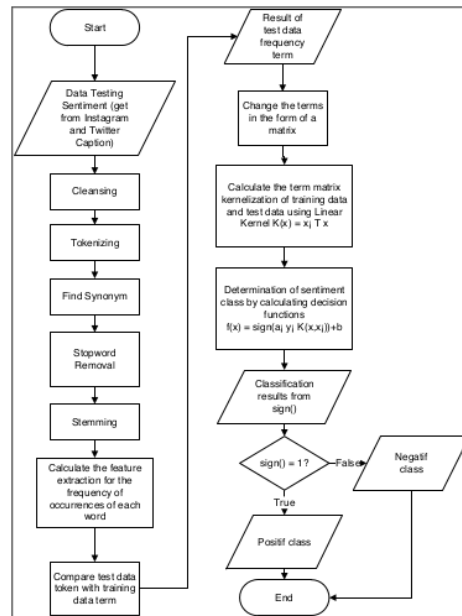 Start
Data Testing
Sentiment (get
from Instagram
and Twitter
Caption)
Cleansing
Tokenizing
Find Synonym
Stopword
Removal
Stemming
Calculate the feature
extraction for the
frequency of
occurrences of each
word
Compare test data
token with training
data term
Result of
test data
frequency
term
Change the terms
in the form of a
matrix
Calculate the term matrix
kernelization of training data
and test data using Linear
Kernel K(x) = xᵢ T x
Determination of sentiment
class by calculating decision
functions
f(x) = sign(aᵢ yᵢ K(x,xᵢ))+b
Classification
results from
sign()
sign() = 1?
False
Negatif
class
True
Positif class
End